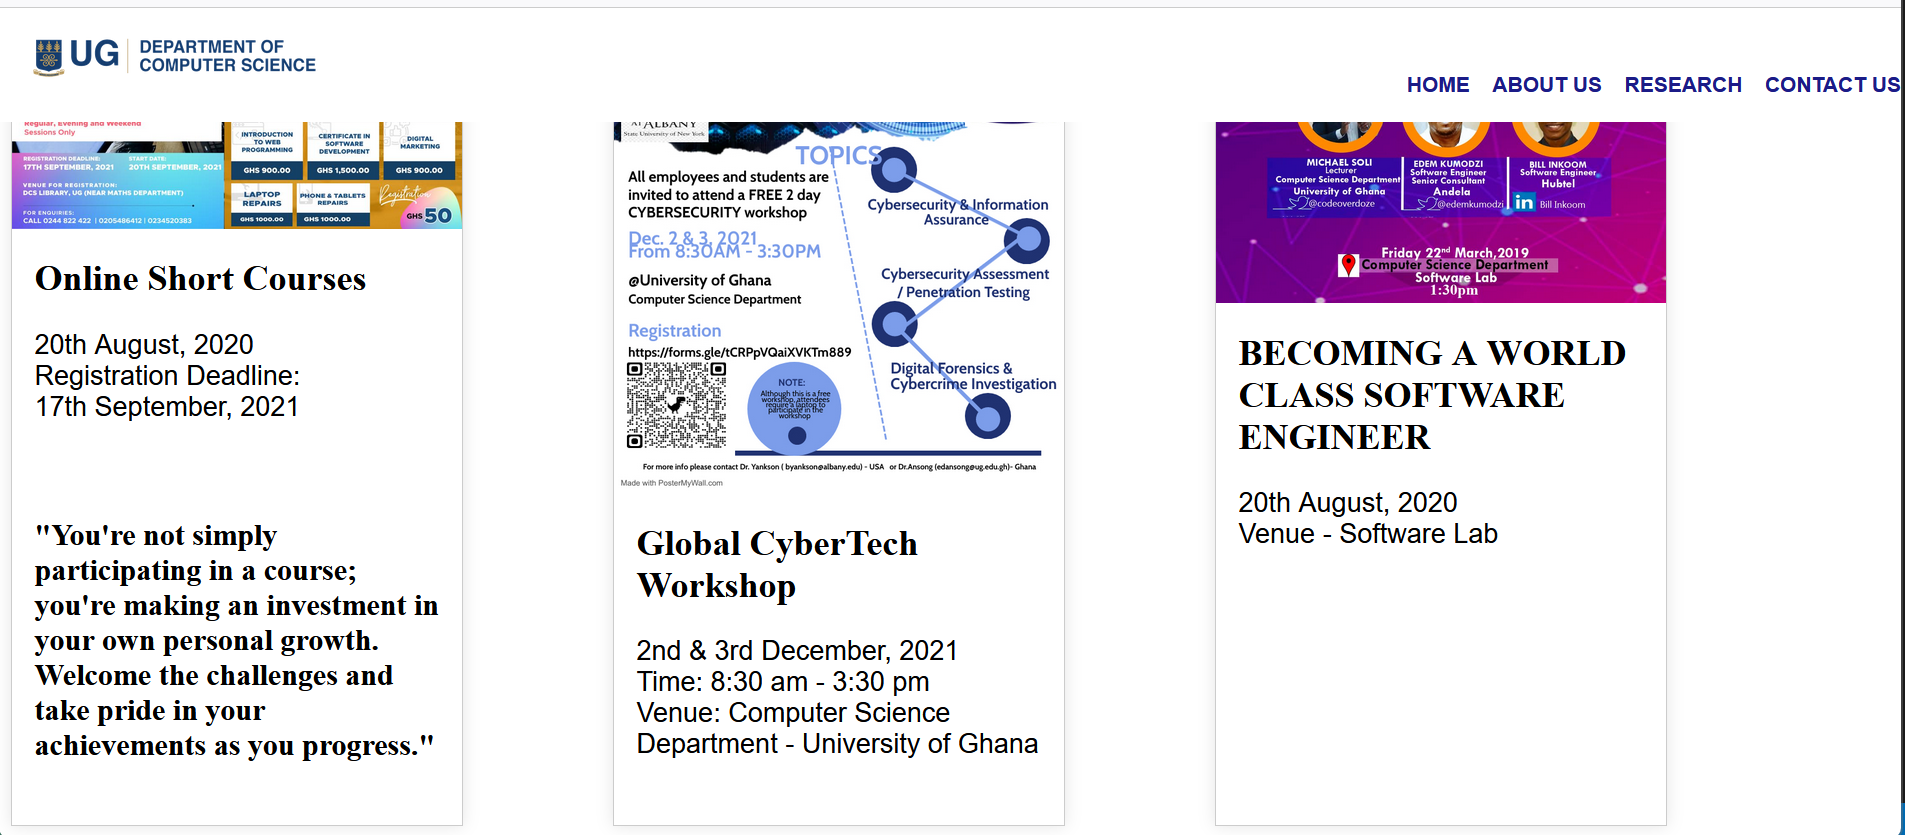 UG
DEPARTMENT OF
COMPUTER SCIENCE
HOME ABOUT US RESEARCH CONTACT US
Regular, Evening and Weekend
Sessions Only
REGISTRATION DEADLINE:
17TH SEPTEMBER, 2021
START DATE:
20TH SEPTEMBER, 2021
VENUE FOR REGISTRATION:
DCS LIBRARY, UG (NEAR MATHS DEPARTMENT)
FOR ENQUIRIES:
CALL 0244 822 422 | 0205486412 | 0234520383
INTRODUCTION
TO WEB
PROGRAMMING
GHS 900.00
CERTIFICATE IN
SOFTWARE
DEVELOPMENT
GHS 1,500.00
DIGITAL
MARKETING
GHS 900.00
LAPTOP
REPAIRS
GHS 1000.00
PHONE & TABLETS
REPAIRS
GHS 1000.00
Registration
GHS 50
Online Short Courses
20th August, 2020
Registration Deadline:
17th September, 2021
"You're not simply
participating in a course;
you're making an investment in
your own personal growth.
Welcome the challenges and
take pride in your
achievements as you progress."
AT ALBANY
State University of New York
TOPICS
All employees and students are
invited to attend a FREE 2 day
CYBERSECURITY workshop
Dec. 2 & 3, 2021
From 8:30AM - 3:30PM
@University of Ghana
Computer Science Department
Registration
https://forms.gle/tCRPpVQaiXVKTm889
NOTE:
Although this is a free
workshop, attendees
require a laptop to
participate in the
workshop
Cybersecurity & Information
Assurance
Cybersecurity Assessment
/ Penetration Testing
Digital Forensics &
Cybercrime Investigation
For more info please contact Dr. Yankson ( byankson@albany.edu) - USA or Dr.Ansong (edansong@ug.edu.gh)- Ghana
Made with PosterMyWall.com
Global CyberTech
Workshop
2nd & 3rd December, 2021
Time: 8:30 am - 3:30 pm
Venue: Computer Science
Department - University of Ghana
MICHAEL SOLI
Lecturer
Computer Science Department
University of Ghana
@codeoverdoze
EDEM KUMODZI
Software Engineer
Senior Consultant
Andela
@edemkumodzi
BILL INKOOM
Software Engineer
Hubtel
in Bill Inkoom
Friday 22nd March,2019
Computer Science Department
Software Lab
1:30pm
BECOMING A WORLD
CLASS SOFTWARE
ENGINEER
20th August, 2020
Venue - Software Lab